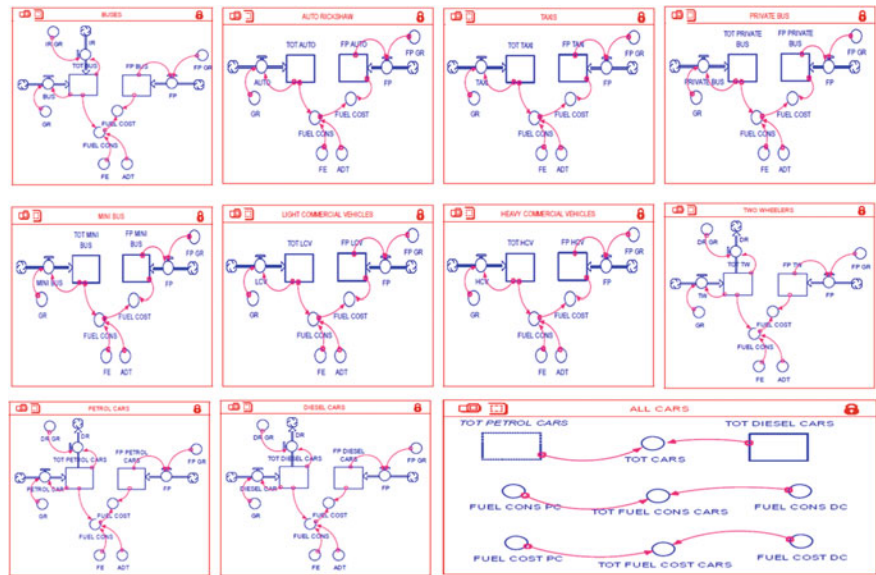 BUSES
IR GR
IR
TOT BUS
FP BUS
FP GR
BUS
FP
GR
FUEL COST
FUEL CONS
FE
ADT
AUTO RICKSHAW
TOT AUTO
FP AUTO
FP GR
AUTO
FP
GR
FUEL COST
FUEL CONS
FE
ADT
TAXIS
TOT TAXI
FP TAXI
FP GR
TAXI
FP
GR
FUEL COST
FUEL CONS
FE
ADT
PRIVATE BUS
TOT PRIVATE
BUS
FP PRIVATE
BUS
FP GR
PRIVATE BUS
FP
GR
FUEL COST
FUEL CONS
FE
ADT
MINI BUS
TOT MINI
BUS
FP MINI
BUS
FP GR
MINI BUS
FP
GR
FUEL COST
FUEL CONS
FE
ADT
LIGHT COMMERCIAL VEHICLES
TOT LCV
FP LCV
FP GR
LCV
FP
GR
FUEL COST
FUEL CONS
FE
ADT
HEAVY COMMERCIAL VEHICLES
TOT HCV
FP HCV
FP GR
HCV
FP
GR
FUEL COST
FUEL CONS
FE
ADT
TWO WHEELERS
DR GR
DR
TOT TW
FP TW
FP GR
TW
FP
GR
FUEL COST
FUEL CONS
FE
ADT
PETROL CARS
DR GR
DR
TOT PETROL CARS
FP PETROL
CARS
FP GR
PETROL CAR
FP
GR
FUEL COST
FUEL CONS
FE
ADT
DIESEL CARS
DR GR
DR
TOT DIESEL CARS
FP DIESEL
CARS
FP GR
DIESEL CAR
FP
GR
FUEL COST
FUEL CONS
FE
ADT
ALL CARS
TOT PETROL CARS
TOT DIESEL CARS
TOT CARS
FUEL CONS PC
TOT FUEL CONS CARS
FUEL CONS DC
FUEL COST PC
TOT FUEL COST CARS
FUEL COST DC